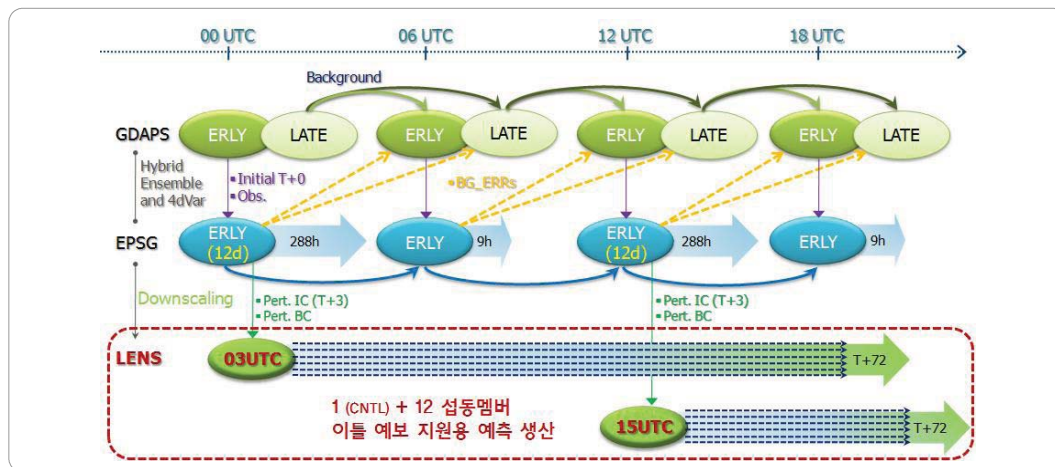 00 UTC
06 UTC
12 UTC
18 UTC
Background
GDAPS
ERLY
LATE
ERLY
LATE
ERLY
LATE
ERLY
LATE
Hybrid
Ensemble
and 4dVar
▪Initial T+0
▪Obs.
▪BG_ERRs
EPSG
ERLY
(12d)
288h
ERLY
9h
ERLY
(12d)
288h
ERLY
9h
Downscaling
▪Pert. IC (T+3)
▪Pert. BC
▪Pert. IC (T+3)
▪Pert. BC
LENS
03UTC
T+72
1 (CNTL) + 12 섭동멤버
이틀 예보 지원용 예측 생산
15UTC
T+72